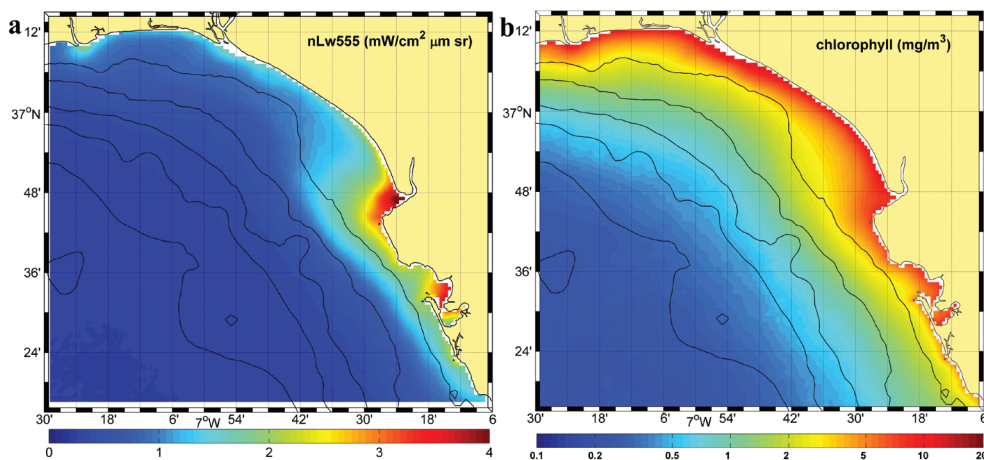 a
nLw555 (mW/cm² μm sr)
12'
37°N
48'
36'
24'
30' 18' 6' 7°W 54' 42' 30' 18' 6
0 1 2 3 4
b
chlorophyll (mg/m³)
12'
37°N
48'
36'
24'
30' 18' 6' 7°W 54' 42' 30' 18' 6
0.1 0.2 0.5 1 2 5 10 20